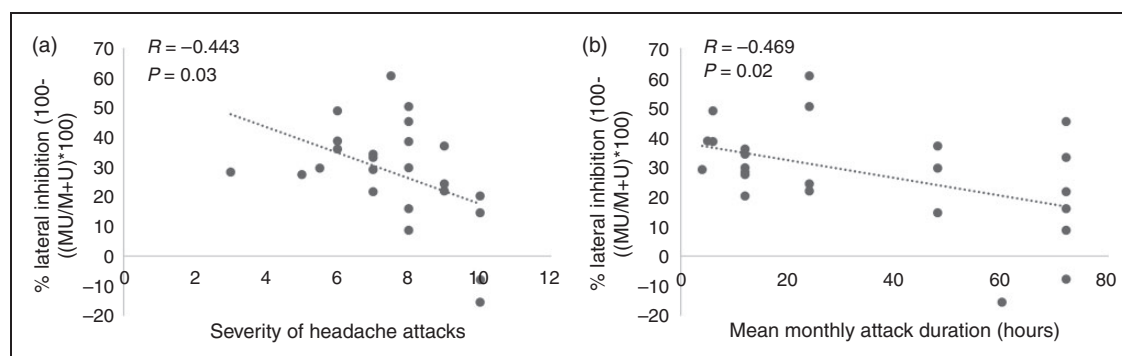 (a)
R = –0.443
P = 0.03
% lateral inhibition (100-
((MU/M+U)*100)
70
60
50
40
30
20
10
0
–10
–20
0
2
4
6
8
10
12
Severity of headache attacks
(b)
R = –0.469
P = 0.02
% lateral inhibition (100-
((MU/M+U)*100)
70
60
50
40
30
20
10
0
–10
–20
0
20
40
60
80
Mean monthly attack duration (hours)